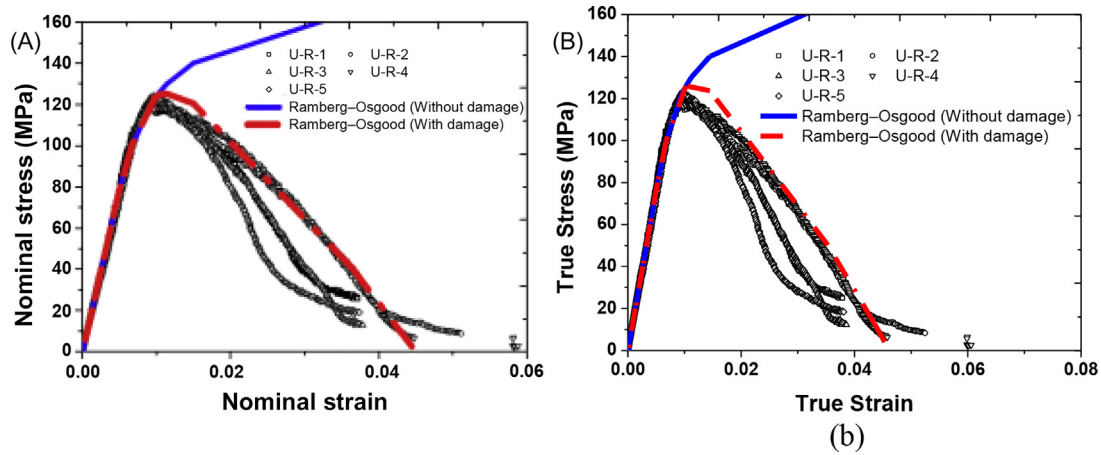 (A)
160
140
120
100
80
60
40
20
0
Nominal stress (MPa)
U-R-1 U-R-2
U-R-3 U-R-4
U-R-5
Ramberg–Osgood (Without damage)
Ramberg–Osgood (With damage)
0.00 0.02 0.04 0.06
Nominal strain
(B)
160
140
120
100
80
60
40
20
0
True Stress (MPa)
U-R-1 U-R-2
U-R-3 U-R-4
U-R-5
Ramberg–Osgood (Without damage)
Ramberg–Osgood (With damage)
0.00 0.02 0.04 0.06 0.08
True Strain
(b)